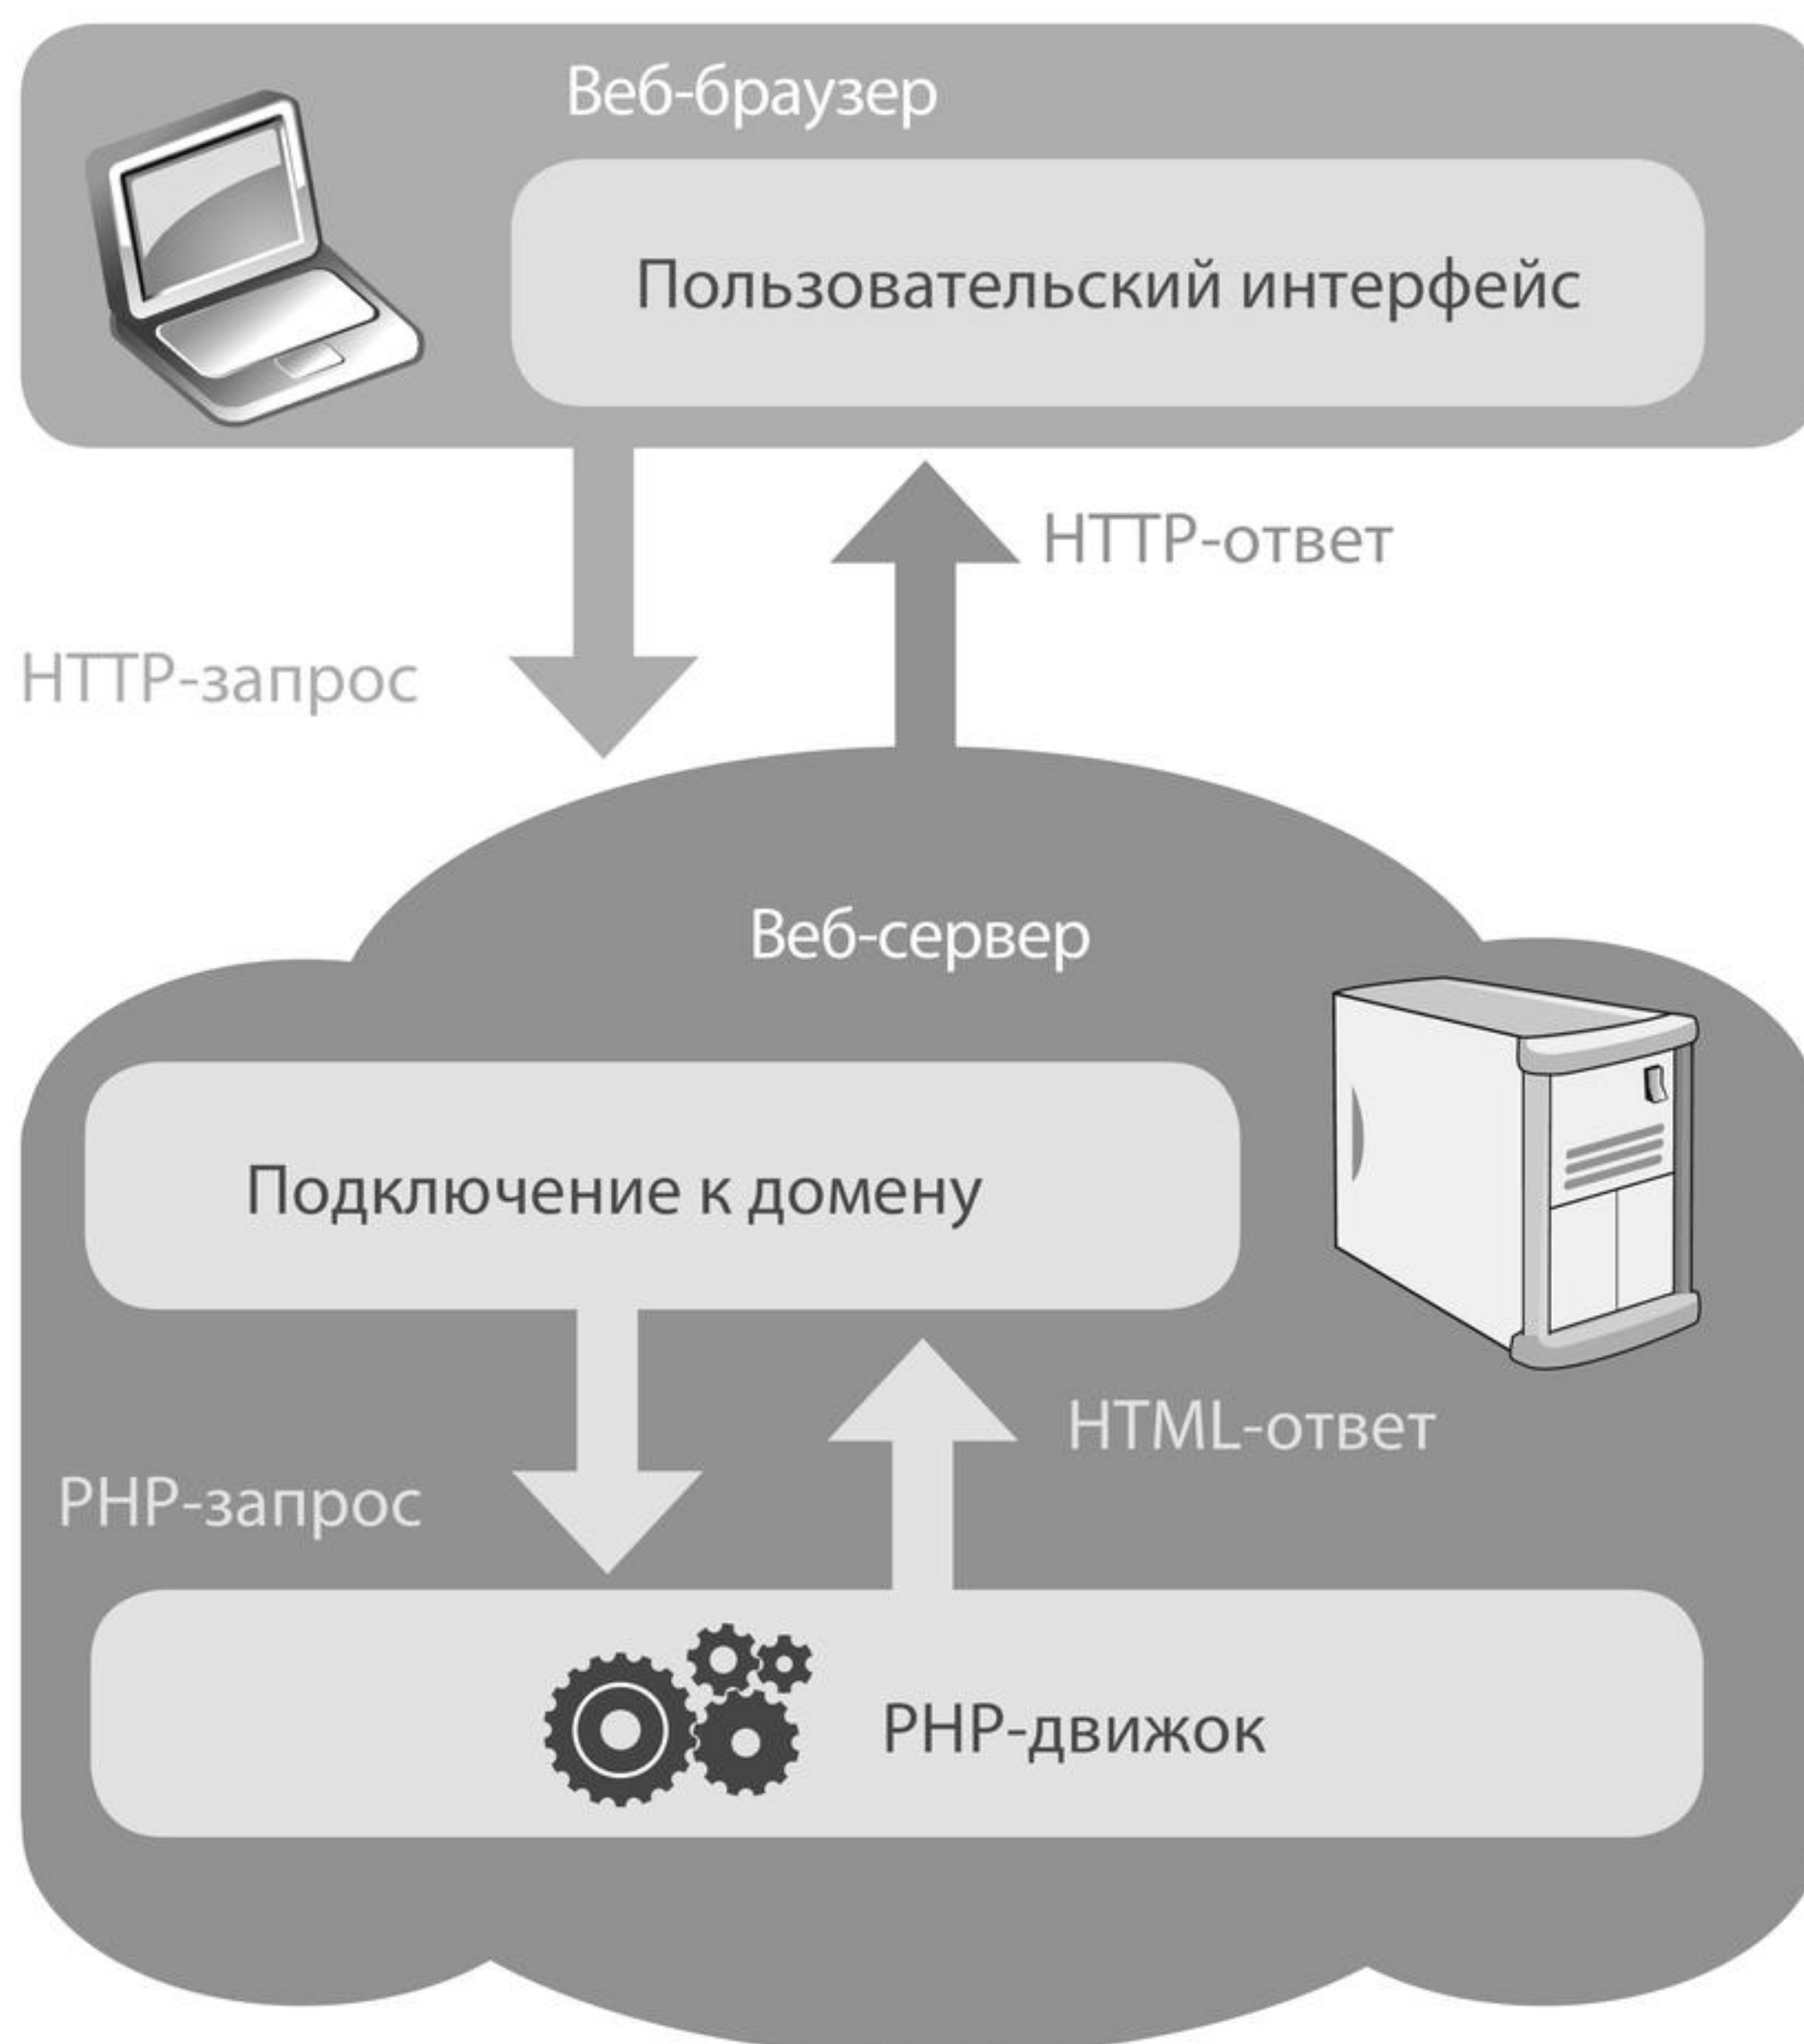 Веб-браузер
Пользовательский интерфейс
HTTP-ответ
HTTP-запрос
Веб-сервер
Подключение к домену
HTML-ответ
PHP-запрос
PHP-движок